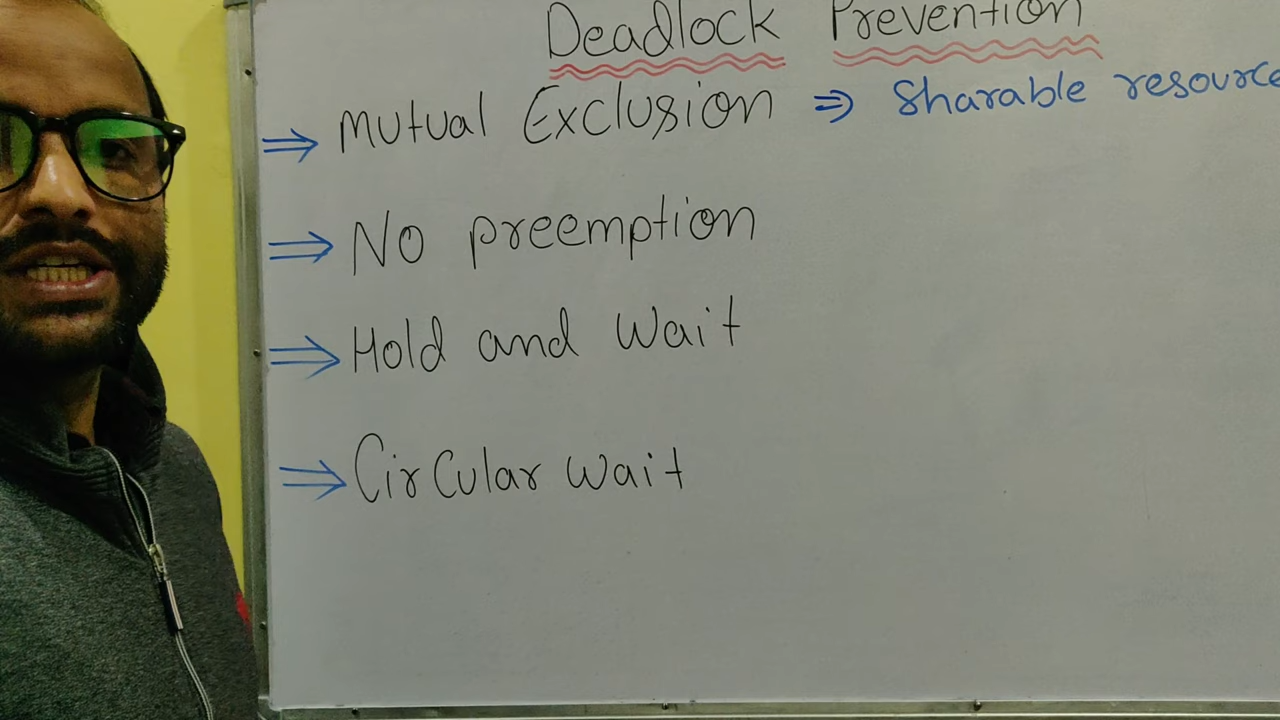 Deadlock Prevention
⇒ Mutual Exclusion ⇒ Sharable resource
⇒ No preemption
⇒ Hold and Wait
⇒ Circular Wait